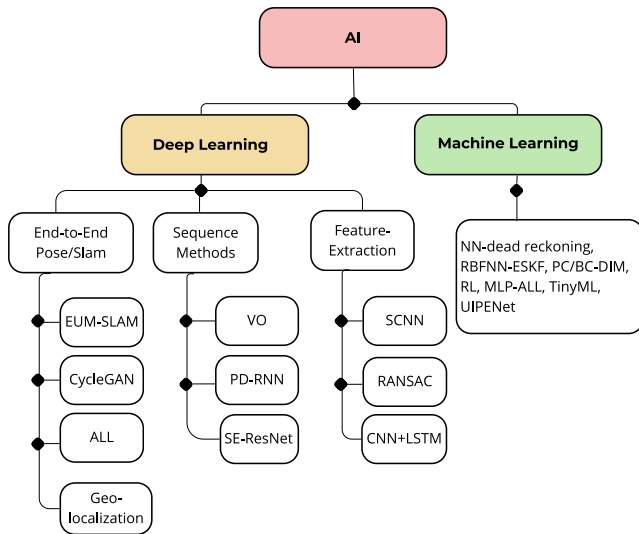 AI
Deep Learning
Machine Learning
End-to-End
Pose/Slam
Sequence
Methods
Feature-
Extraction
NN-dead reckoning,
RBFNN-ESKF, PC/BC-DIM,
RL, MLP-ALL, TinyML,
UIPENet
EUM-SLAM
VO
SCNN
CycleGAN
PD-RNN
RANSAC
ALL
SE-ResNet
CNN+LSTM
Geo-
localization